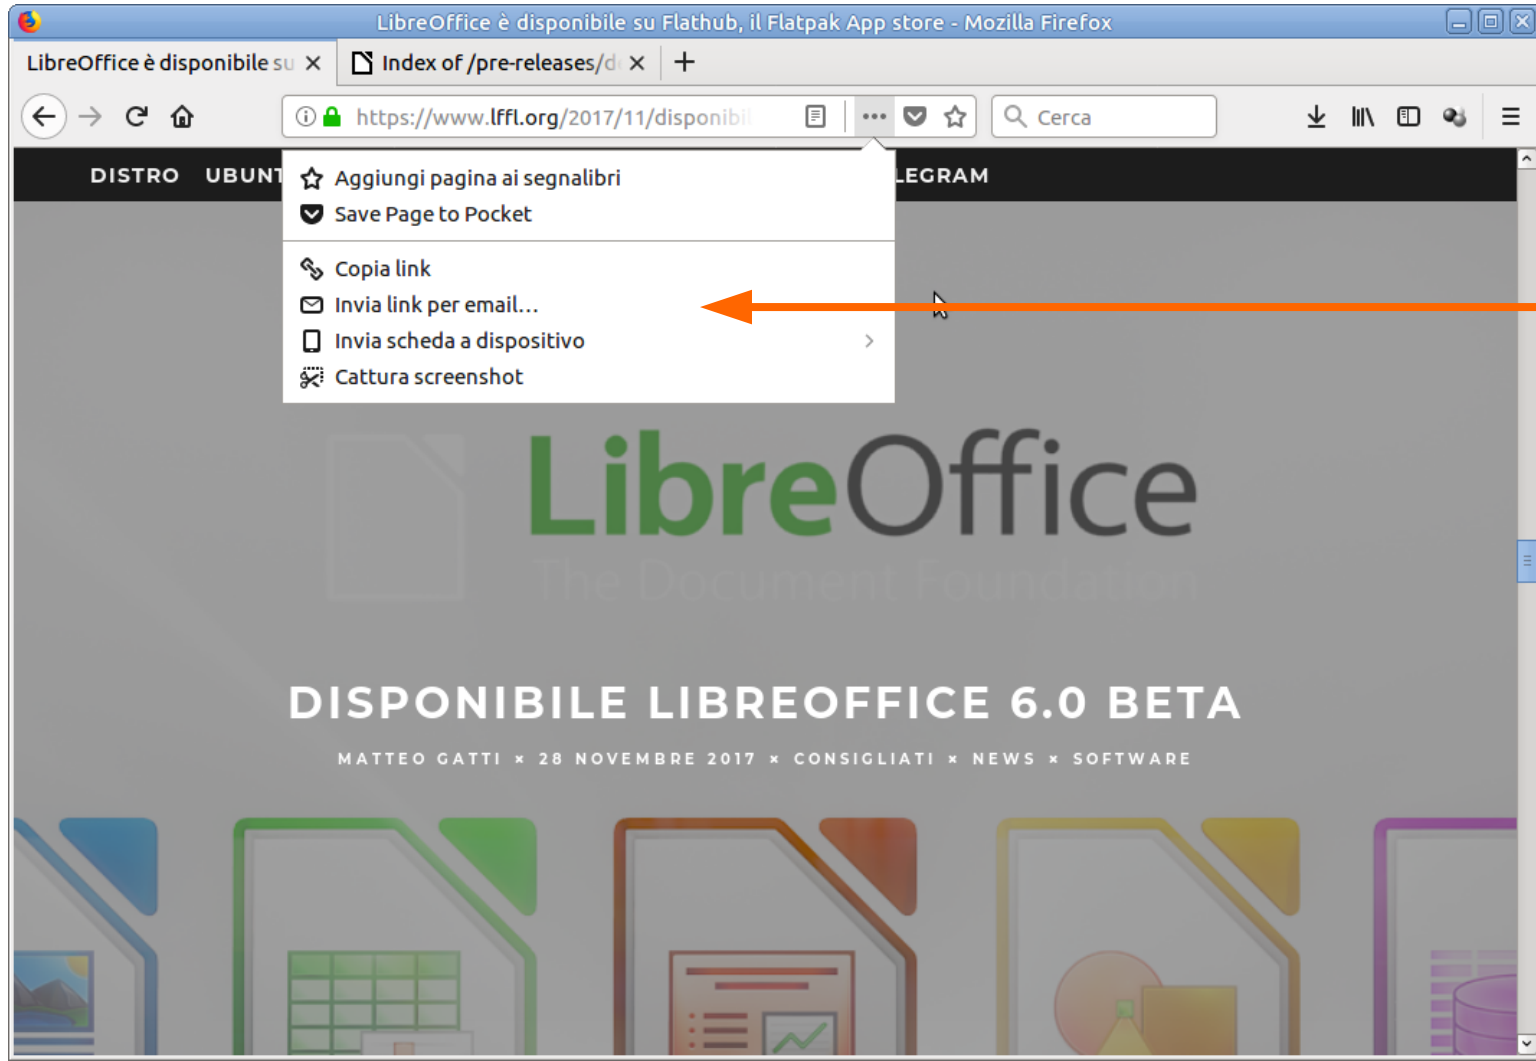 LibreOffice è disponibile su Flathub, il Flatpak App store - Mozilla Firefox
LibreOffice è disponibile su
Index of /pre-releases/d
https://www.lffl.org/2017/11/disponibil
Cerca
DISTRO UBUNT LEGRAM
Aggiungi pagina ai segnalibri
Save Page to Pocket
Copia link
Invia link per email...
Invia scheda a dispositivo
Cattura screenshot
LibreOffice
The Document Foundation
DISPONIBILE LIBREOFFICE 6.0 BETA
MATTEO GATTI × 28 NOVEMBRE 2017 × CONSIGLIATI × NEWS × SOFTWARE